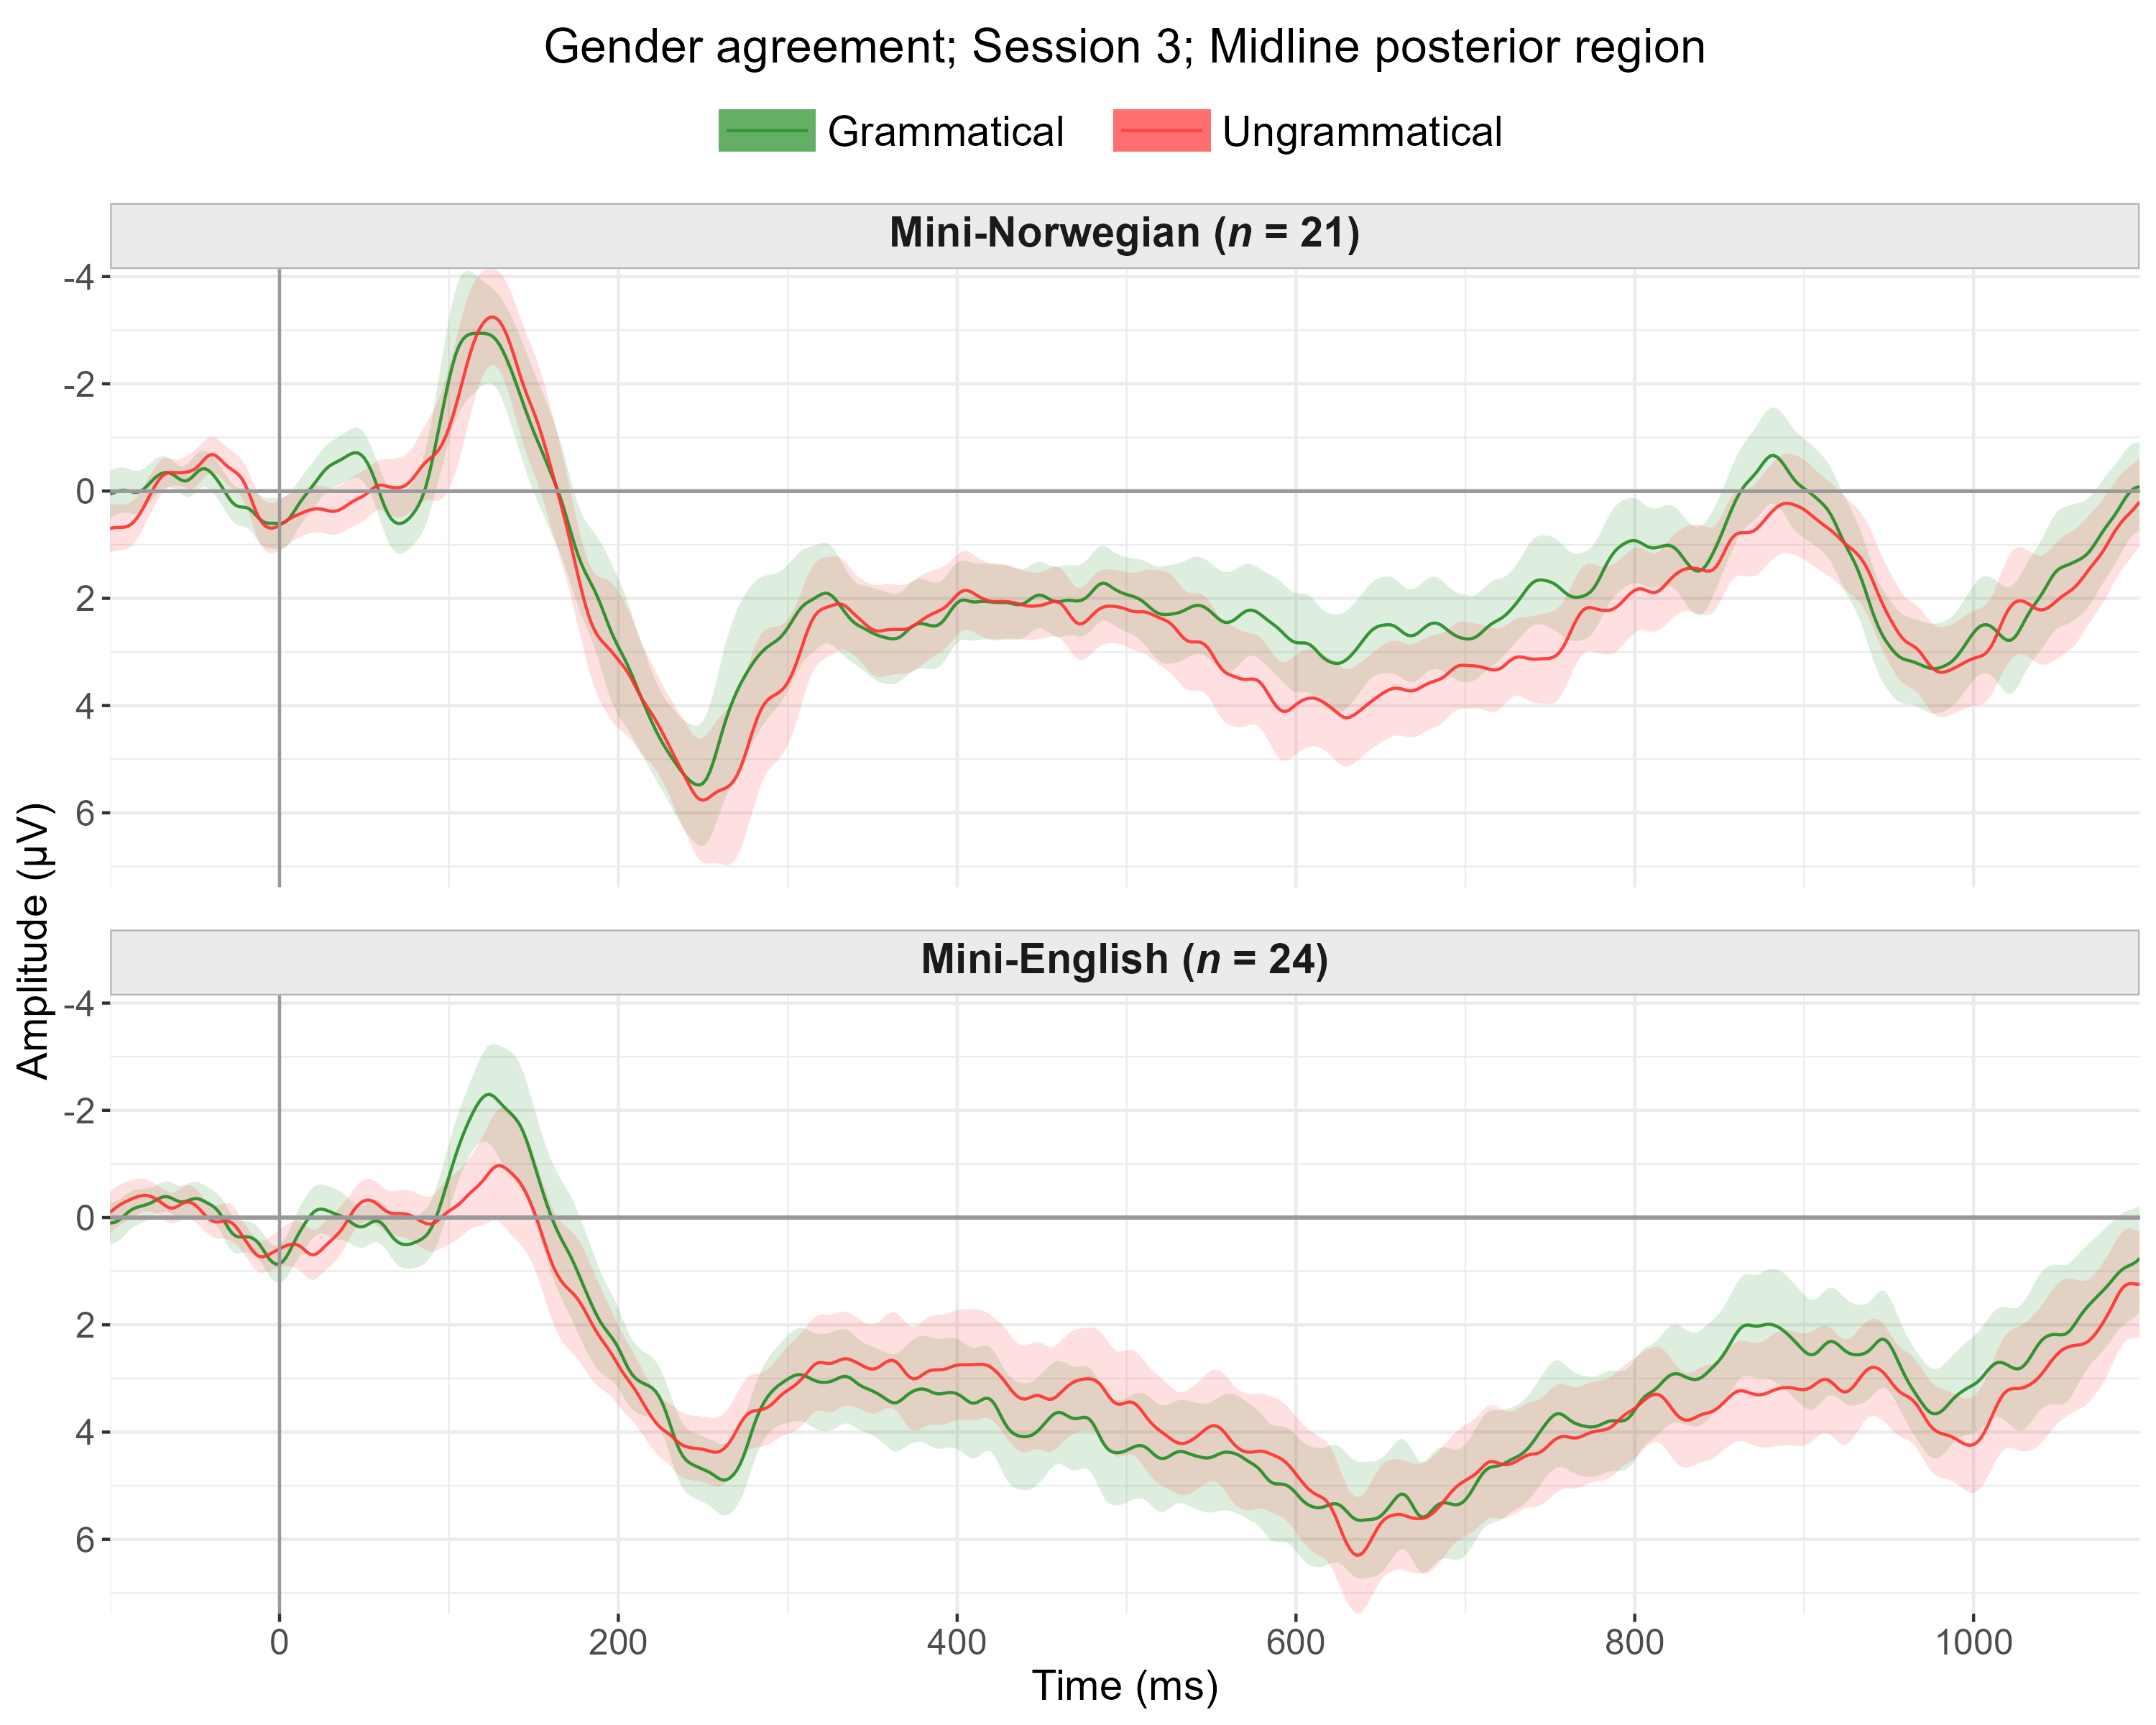 Gender agreement; Session 3; Midline posterior region
Grammatical Ungrammatical
Mini-Norwegian (n = 21)
-4
-2
0
2
4
6
Amplitude (µV)
Mini-English (n = 24)
-4
-2
0
2
4
6
0 200 400 600 800 1000
Time (ms)